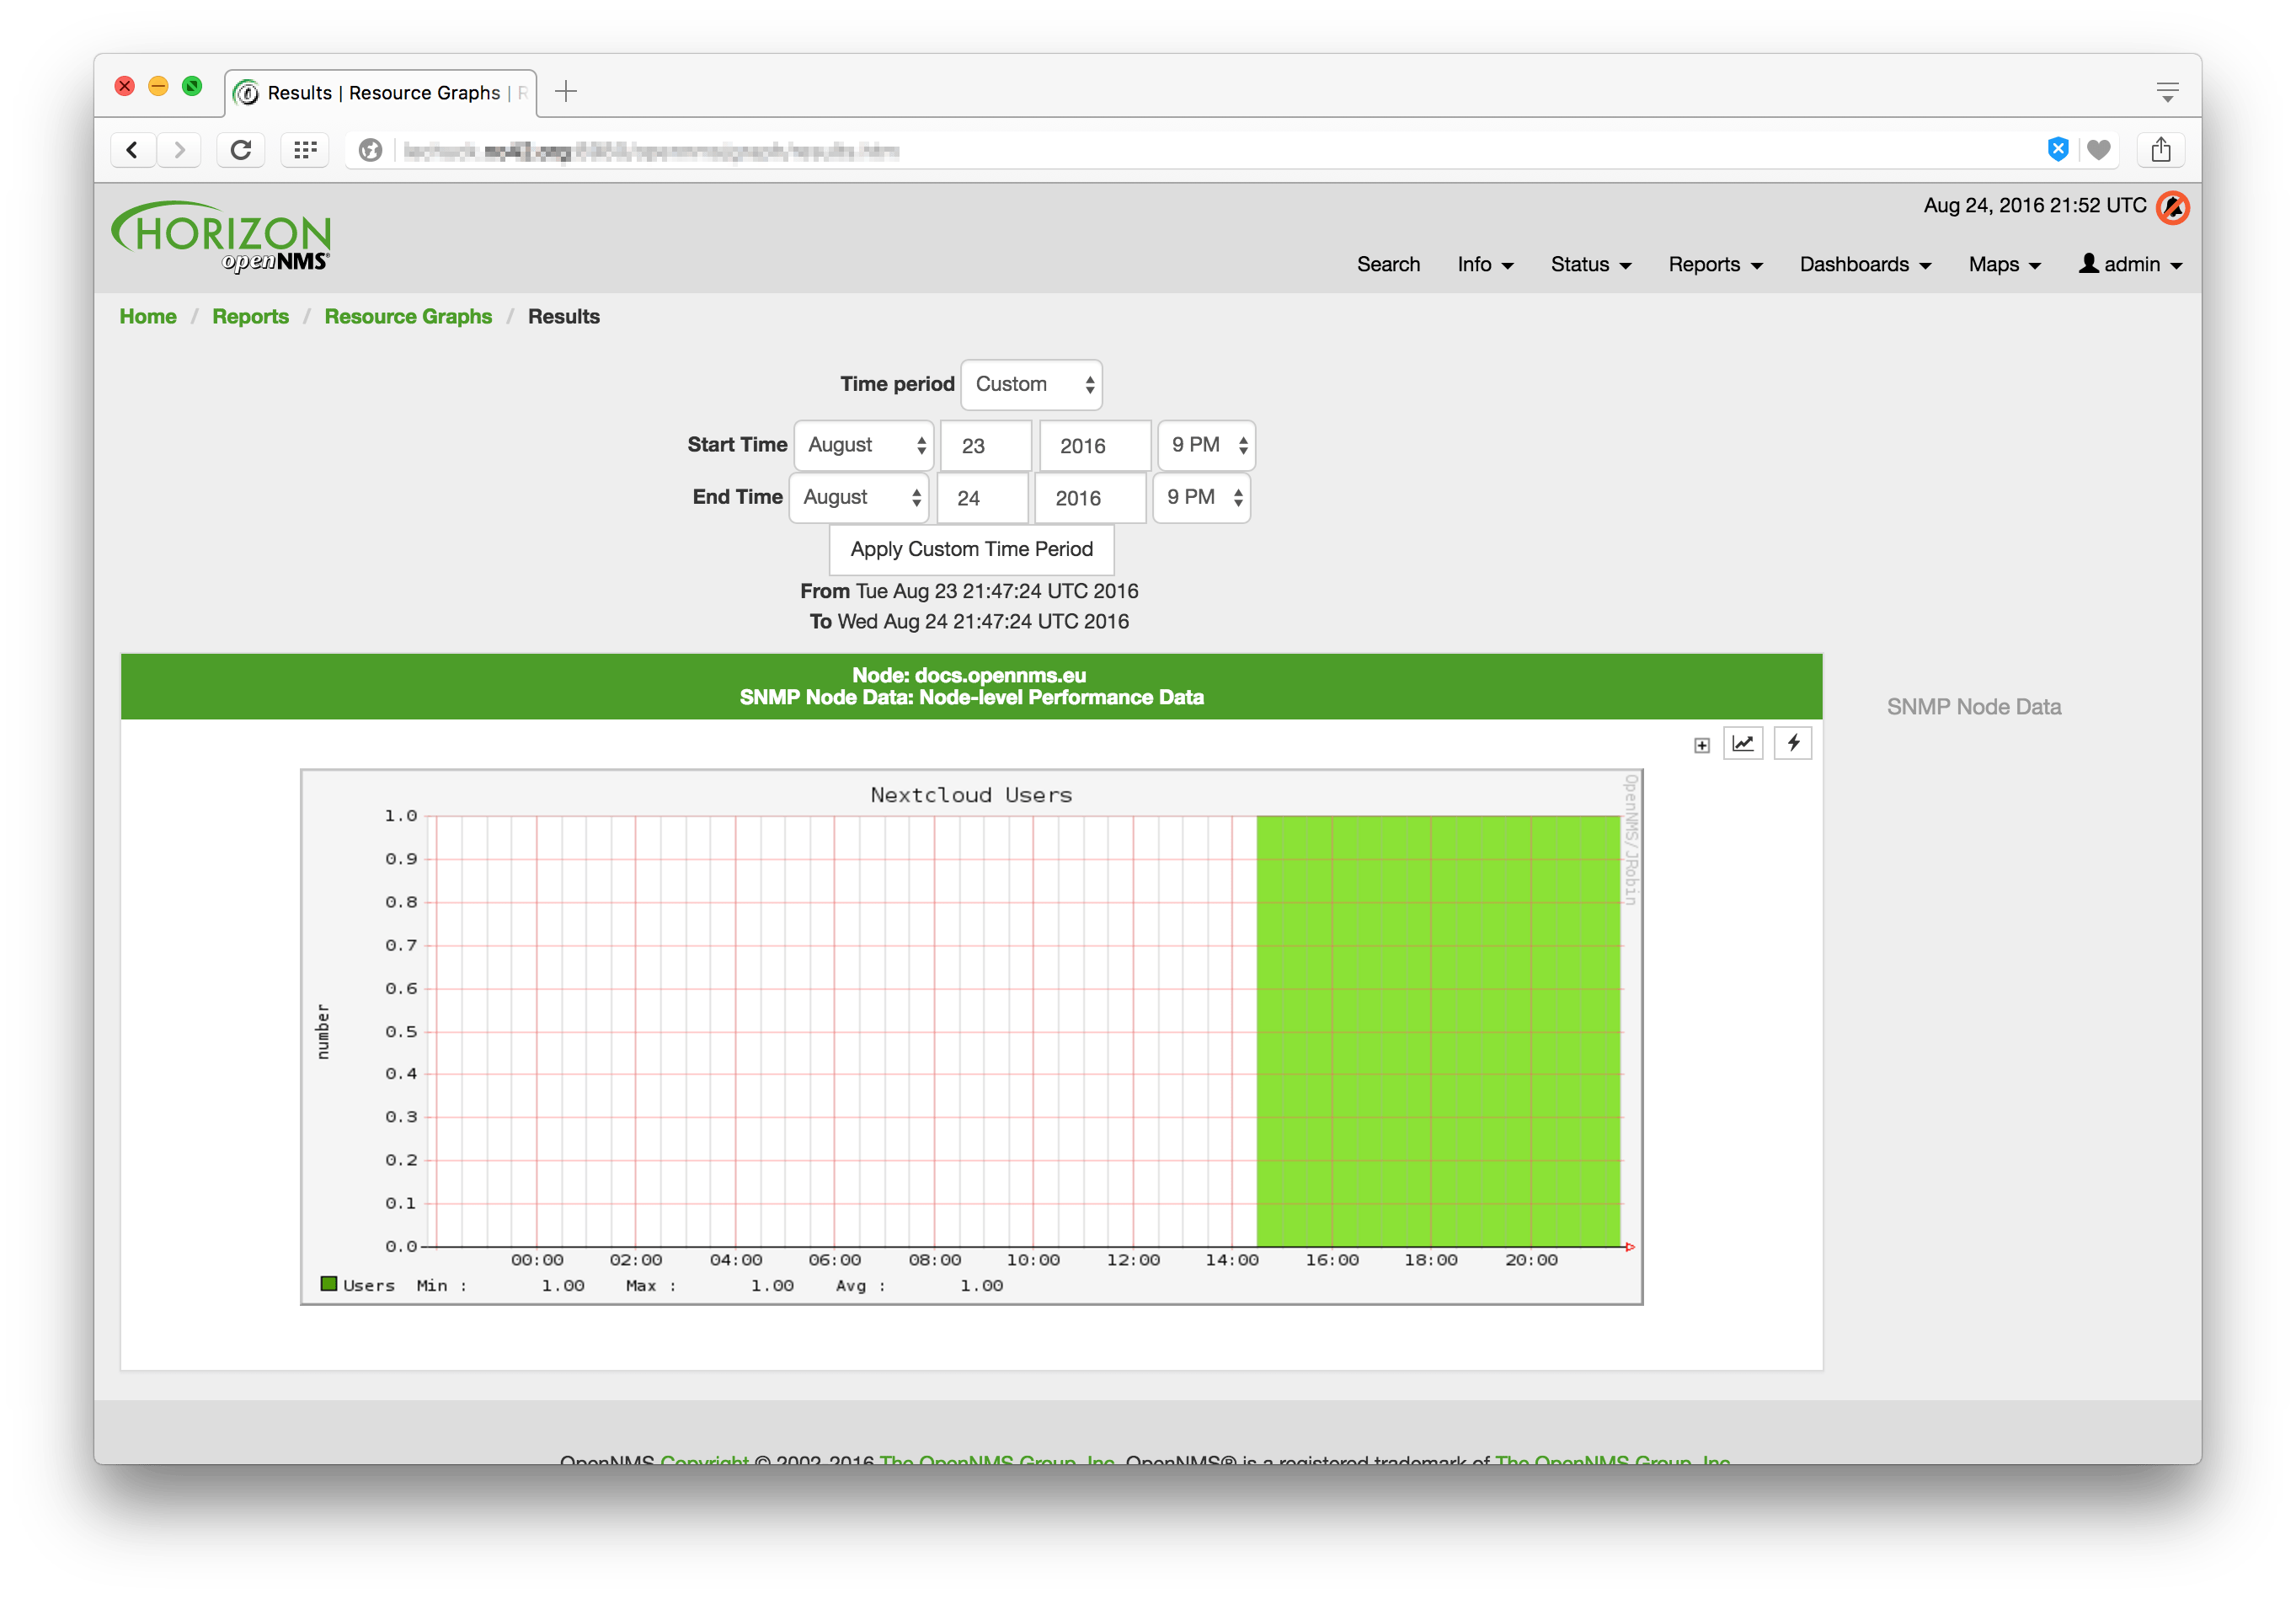 Results | Resource Graphs | R
Aug 24, 2016 21:52 UTC
HORIZON
openNMS®
Search Info Status Reports Dashboards Maps admin
Home / Reports / Resource Graphs / Results
Time period Custom
Start Time August 23 2016 9 PM
End Time August 24 2016 9 PM
Apply Custom Time Period
From Tue Aug 23 21:47:24 UTC 2016
To Wed Aug 24 21:47:24 UTC 2016
Node: docs.opennms.eu
SNMP Node Data: Node-level Performance Data
SNMP Node Data
Nextcloud Users
OpenNMS/JRobin
number
1.0
0.9
0.8
0.7
0.6
0.5
0.4
0.3
0.2
0.1
0.0
00:00 02:00 04:00 06:00 08:00 10:00 12:00 14:00 16:00 18:00 20:00
Users Min : 1.00 Max : 1.00 Avg : 1.00
OpenNMS Copyright © 2002-2016 The OpenNMS Group, Inc. OpenNMS® is a registered trademark of The OpenNMS Group, Inc.